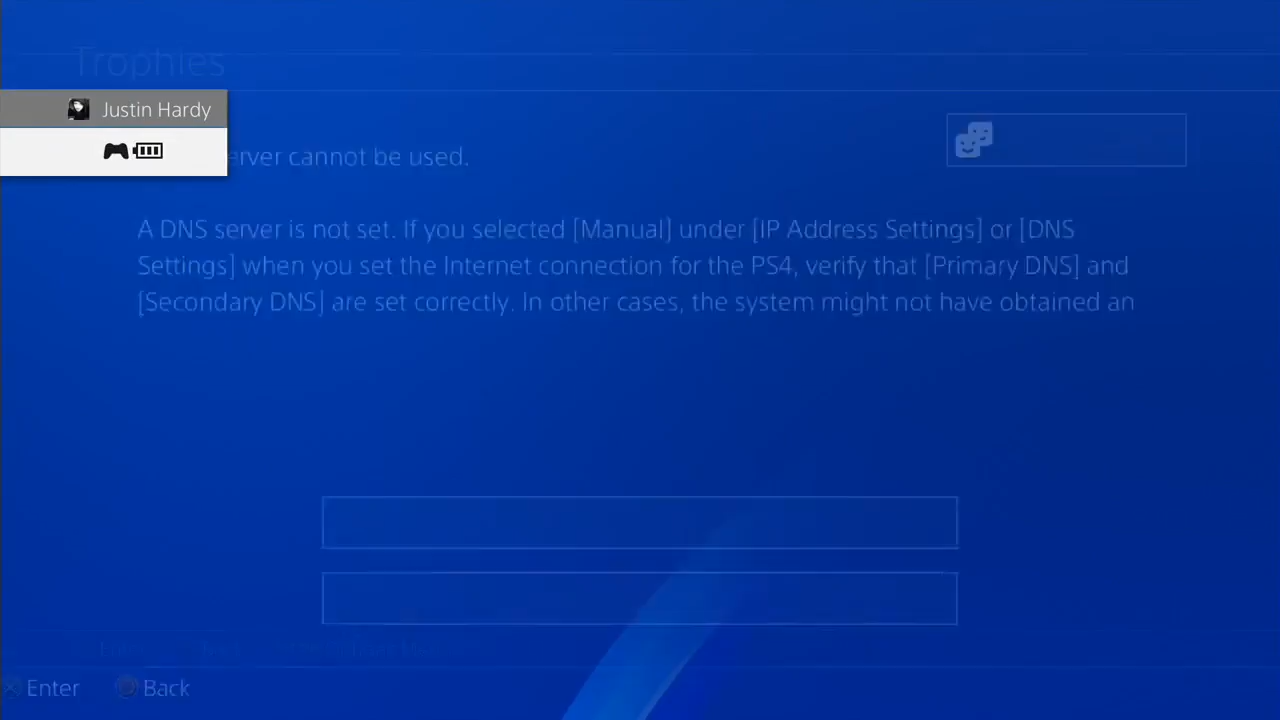 Trophies
Justin Hardy
erver cannot be used.
A DNS server is not set. If you selected [Manual] under [IP Address Settings] or [DNS
Settings] when you set the Internet connection for the PS4, verify that [Primary DNS] and
[Secondary DNS] are set correctly. In other cases, the system might not have obtained an
Enter Back